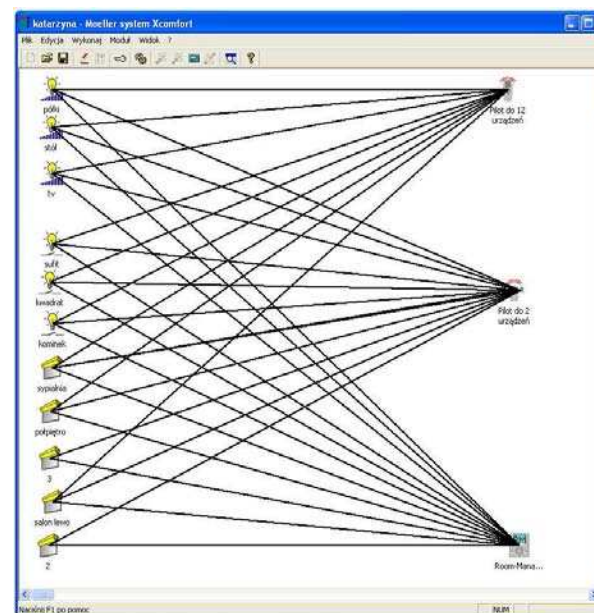 katarzyna - Moeller system Xcomfort
Plik Edycja Wykonaj Moduł Widok ?
półki
Pilot do 12
urządzeń
stół
tv
sufit
kwadrat
Pilot do 2
urządzeń
kominek
sypialnia
półpiętro
3
salon lewo
2
Room-Mana...
Naciśnij F1 po pomoc
NUM